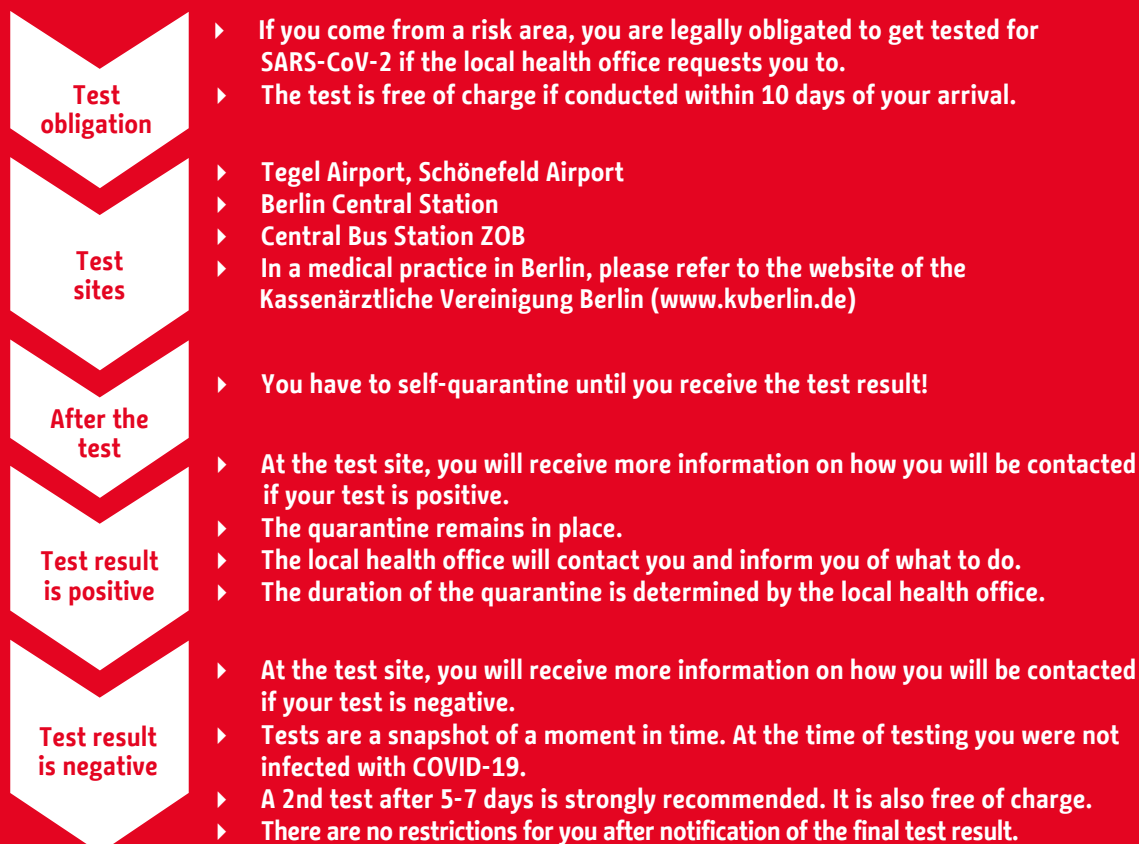 Test
obligation
If you come from a risk area, you are legally obligated to get tested for
SARS-CoV-2 if the local health office requests you to.
The test is free of charge if conducted within 10 days of your arrival.
Test
sites
Tegel Airport, Schönefeld Airport
Berlin Central Station
Central Bus Station ZOB
In a medical practice in Berlin, please refer to the website of the
Kassenärztliche Vereinigung Berlin (www.kvberlin.de)
After the
test
You have to self-quarantine until you receive the test result!
Test result
is positive
At the test site, you will receive more information on how you will be contacted
if your test is positive.
The quarantine remains in place.
The local health office will contact you and inform you of what to do.
The duration of the quarantine is determined by the local health office.
Test result
is negative
At the test site, you will receive more information on how you will be contacted
if your test is negative.
Tests are a snapshot of a moment in time. At the time of testing you were not
infected with COVID-19.
A 2nd test after 5-7 days is strongly recommended. It is also free of charge.
There are no restrictions for you after notification of the final test result.